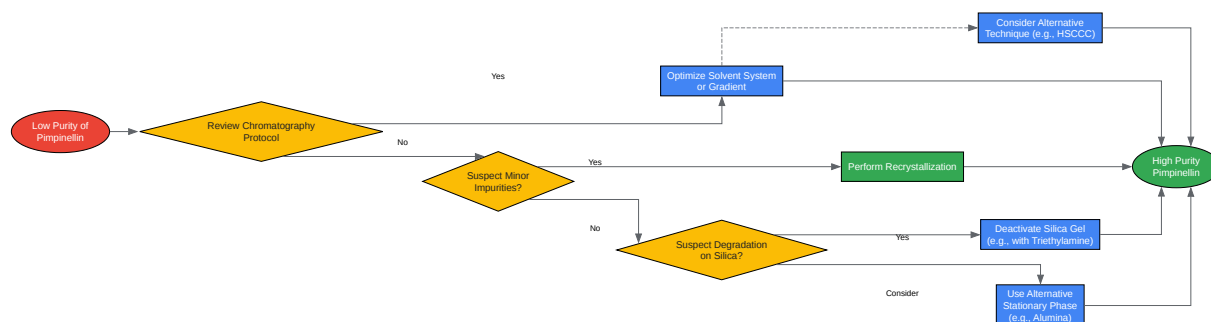 Consider Alternative
Technique (e.g., HSCCC)
Yes
Optimize Solvent System
or Gradient
Low Purity of
Pimpinellin
Review Chromatography
Protocol
No
Suspect Minor
Impurities?
Yes
Perform Recrystallization
High Purity
Pimpinellin
No
Suspect Degradation
on Silica?
Yes
Deactivate Silica Gel
(e.g., with Triethylamine)
Consider
Use Alternative
Stationary Phase
(e.g., Alumina)